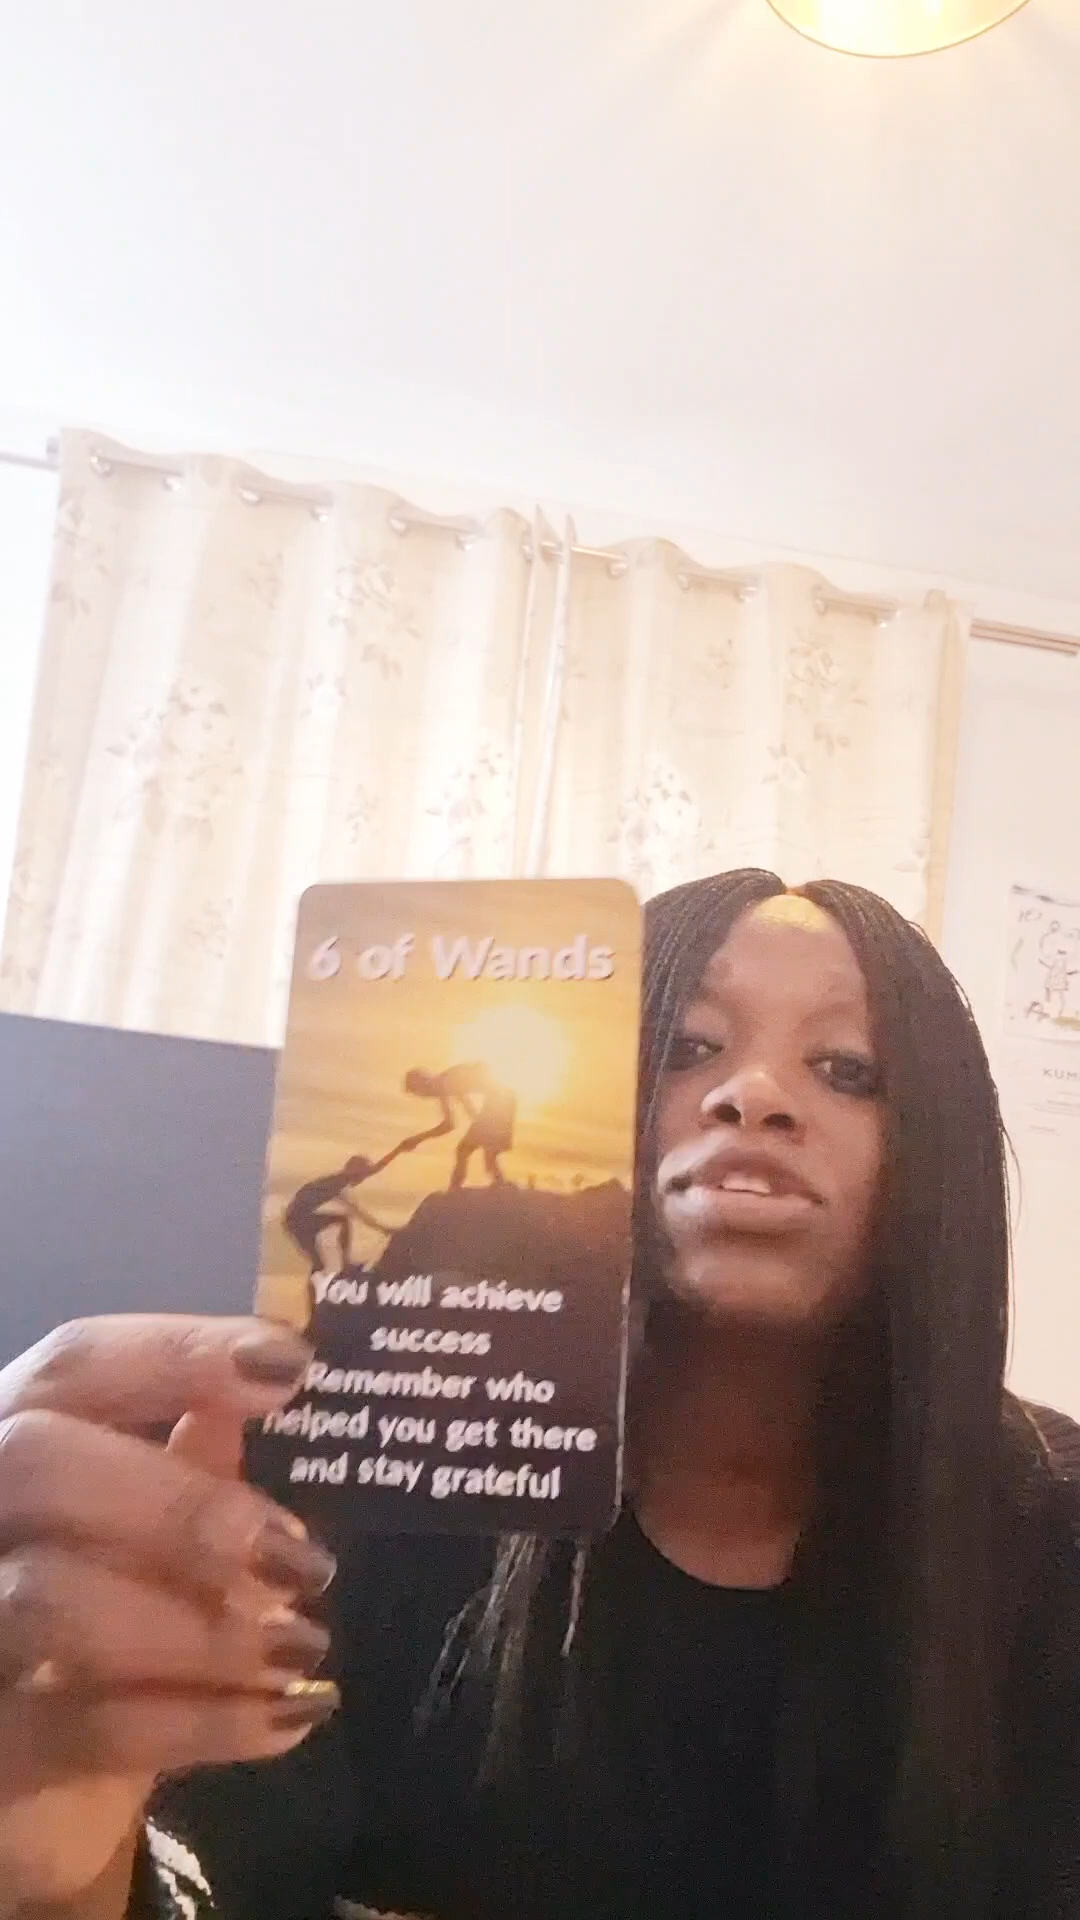 6 of Wands
You will achieve
success
Remember who
helped you get there
and stay grateful